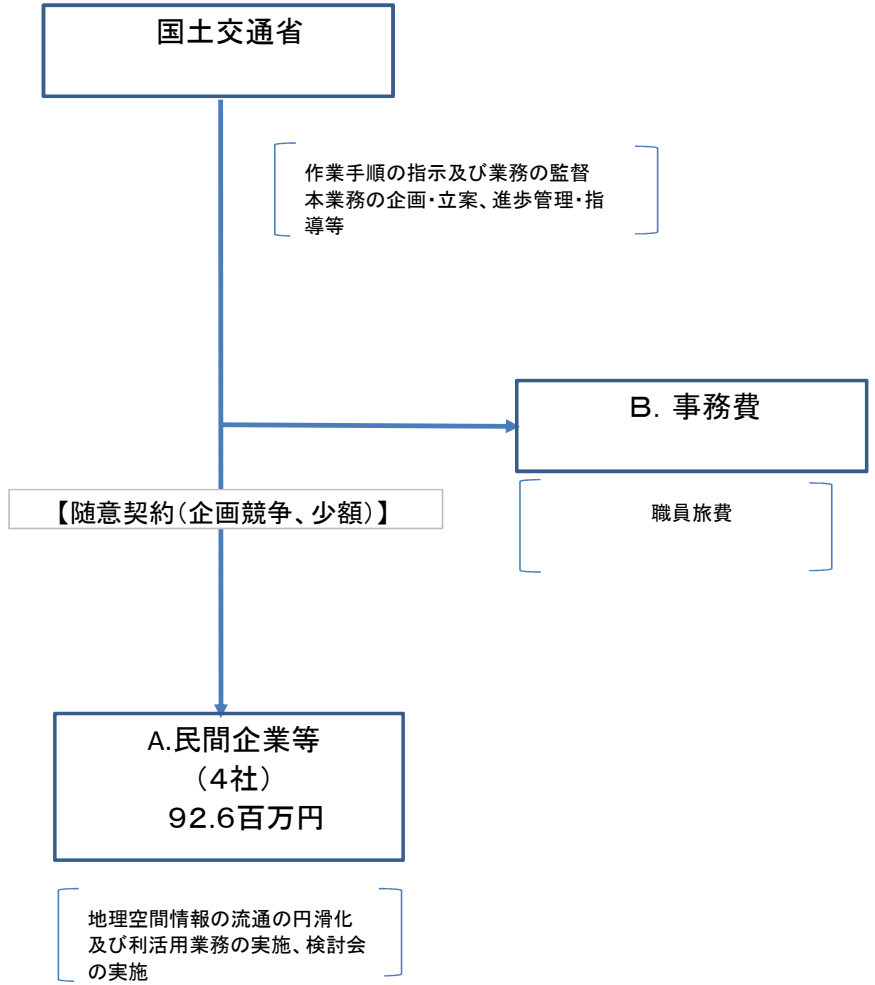 国土交通省
作業手順の指示及び業務の監督
本業務の企画・立案、進歩管理・指
導等
Ｂ．事務費
【随意契約（企画競争、少額）】
職員旅費
A.民間企業等
（４社）
９２.６百万円
地理空間情報の流通の円滑化
及び利活用業務の実施、検討会
の実施